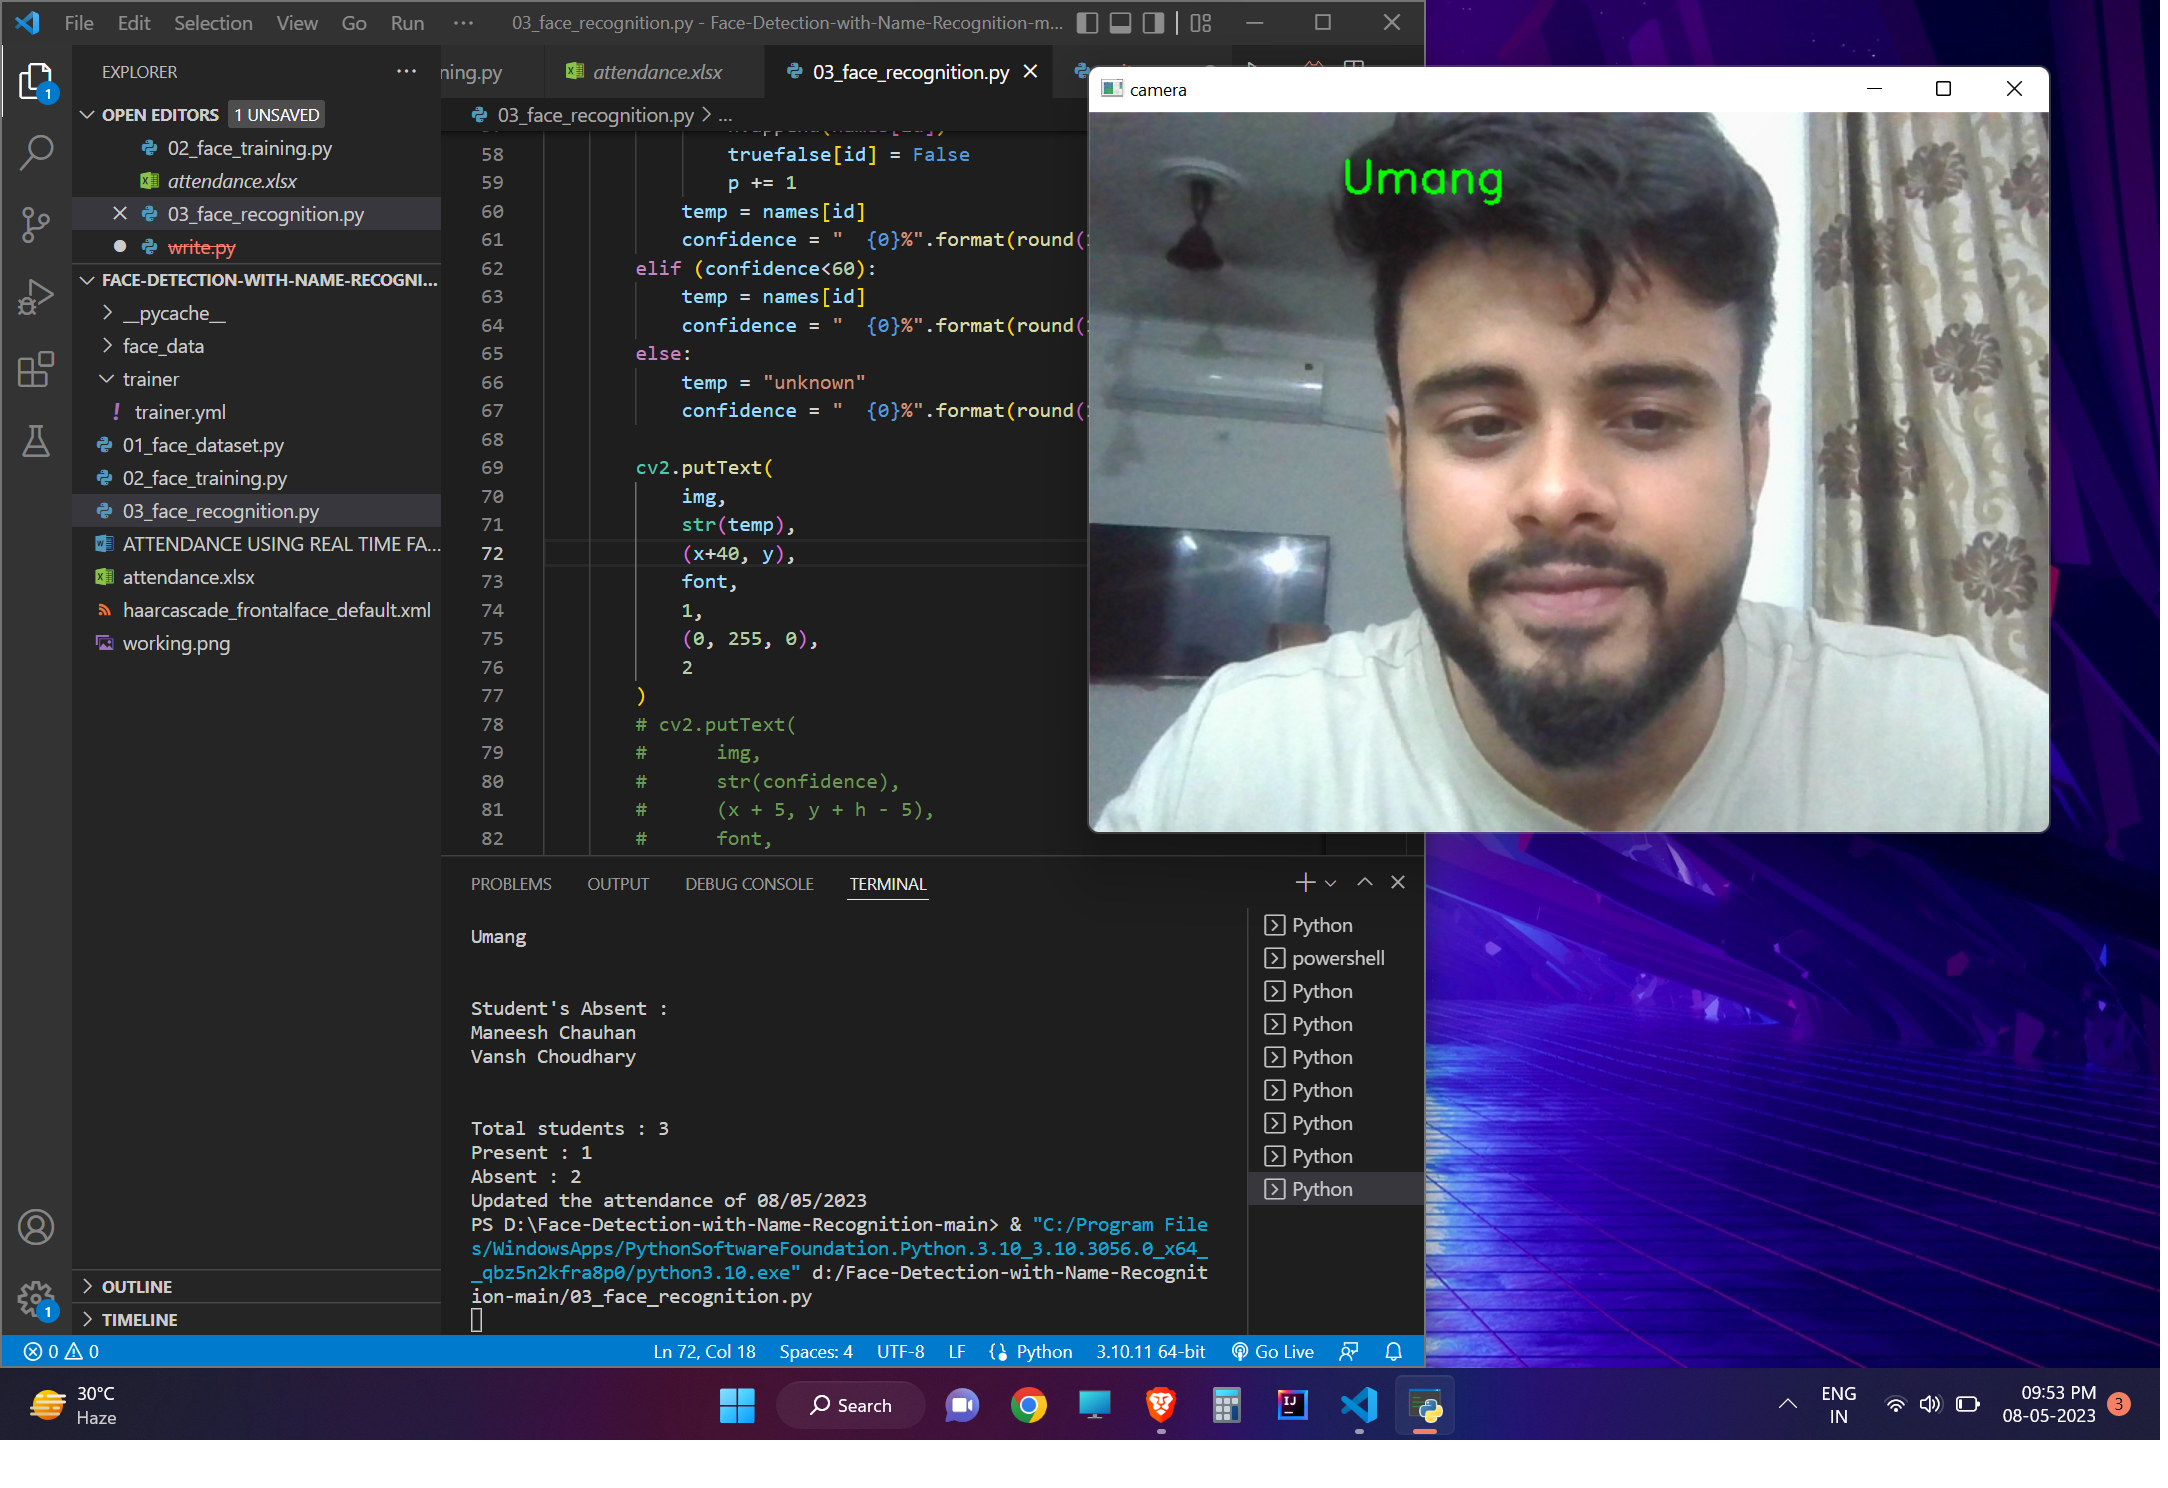 File Edit Selection View Go Run ··· 03_face_recognition.py - Face-Detection-with-Name-Recognition-m...
EXPLORER ···
OPEN EDITORS 1 UNSAVED
02_face_training.py
attendance.xlsx
03_face_recognition.py
write.py
FACE-DETECTION-WITH-NAME-RECOGNI...
__pycache__
face_data
trainer
trainer.yml
01_face_dataset.py
02_face_training.py
03_face_recognition.py
ATTENDANCE USING REAL TIME FA...
attendance.xlsx
haarcascade_frontalface_default.xml
working.png
OUTLINE
TIMELINE
ning.py attendance.xlsx 03_face_recognition.py
03_face_recognition.py > ...
58 truefalse[id] = False
59 p += 1
60 temp = names[id]
61 confidence = "  {0}%".format(round(
62 elif (confidence<60):
63 temp = names[id]
64 confidence = "  {0}%".format(round(
65 else:
66 temp = "unknown"
67 confidence = "  {0}%".format(round(
68
69 cv2.putText(
70 img,
71 str(temp),
72 (x+40, y),
73 font,
74 1,
75 (0, 255, 0),
76 2
77 )
78 # cv2.putText(
79 # img,
80 # str(confidence),
81 # (x + 5, y + h - 5),
82 # font,
camera
Umang
PROBLEMS OUTPUT DEBUG CONSOLE TERMINAL
Umang
Student's Absent :
Maneesh Chauhan
Vansh Choudhary
Total students : 3
Present : 1
Absent : 2
Updated the attendance of 08/05/2023
PS D:\Face-Detection-with-Name-Recognition-main> & "C:/Program File
s/WindowsApps/PythonSoftwareFoundation.Python.3.10_3.10.3056.0_x64_
_qbz5n2kfra8p0/python3.10.exe" d:/Face-Detection-with-Name-Recognit
ion-main/03_face_recognition.py
Python
powershell
Python
Python
Python
Python
Python
Python
Python
0 0 Ln 72, Col 18 Spaces: 4 UTF-8 LF Python 3.10.11 64-bit Go Live
1
1
30°C
Haze
Search
ENG
IN
09:53 PM
08-05-2023
3